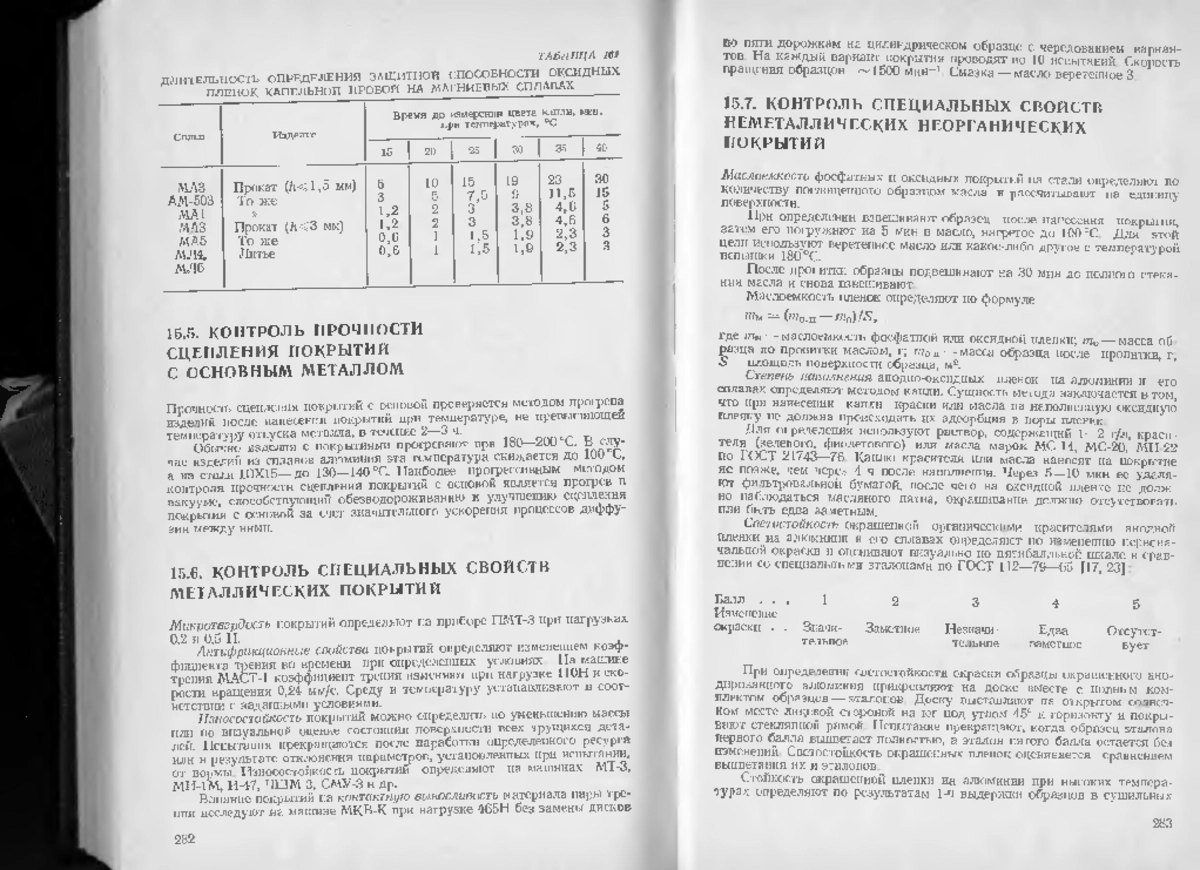 ТАБЛИЦА
ДЛИТЕЛЬНОСТЬ ОПРЕДЕЛЕНИЯ ЗАЩИТНОЙ СПОСОБНОСТИ ОКСИДНЫХ
ПЛЕНОК КАПЕЛЬНОЙ ПРОБОЙ НА МАГНИЕВЫХ СПЛАВАХ
Сплав Изделие Время до изменения цвета капли, мин,
при температурах, °С
15 20 25 30 35 40
МА3 Прокат (h<1,5 мм) 5 10 15 19 23 30
АМ-503 То же 3 5 7,5 9 11,5 15
МА1 » 1,2 2 3 3,8 4,6 5
МА3 Прокат (h<3 мм) 1,2 2 3 3,8 4,6 6
МА5 То же 0,6 1 1,5 1,9 2,3 3
МЛ4, Литье 0,6 1 1,5 1,9 2,3 3
МЛ6
15.5. КОНТРОЛЬ ПРОЧНОСТИ
СЦЕПЛЕНИЯ ПОКРЫТИЙ
С ОСНОВНЫМ МЕТАЛЛОМ
Прочность сцепления покрытий с основой проверяется методом прогрева
изделий после нанесения покрытий при температуре, не превышающей
температуру отпуска металла, в течение 2—3 ч.
Обычно изделия с покрытиями прогревают при 180—200 °С. В слу-
чае изделий из сплавов алюминия эта температура снижается до 100 °С,
а из стали ШХ15— до 130—140 °С. Наиболее прогрессивным методом
контроля прочности сцепления покрытий с основой является прогрев в
вакууме, способствующий обезводороживанию и улучшению сцепления
покрытия с основой за счет значительного ускорения процессов диффу-
зии между ними.
15.6. КОНТРОЛЬ СПЕЦИАЛЬНЫХ СВОЙСТВ
МЕТАЛЛИЧЕСКИХ ПОКРЫТИЙ
Микротвердость покрытий определяют на приборе ПМТ-3 при нагрузках
0,2 и 0,5 Н.
Антифрикционные свойства покрытий определяют изменением коэф-
фициента трения во времени при определенных условиях. На машине
трения МАСТ-1 коэффициент трения измеряют при нагрузке 110Н и ско-
рости вращения 0,24 мм/с. Среду и температуру устанавливают в соот-
ветствии с заданными условиями.
Износостойкость покрытий можно определить по уменьшению массы
или по визуальной оценке состояния поверхности всех трущихся дета-
лей. Испытания прекращаются после наработки определенного ресурса
или в результате отклонения параметров, установленных при испытании,
от нормы. Износостойкость покрытий определяют на машинах МТ-3,
МИ-1М, И-47, 3, СМУ-3 и др.
Влияние покрытий на контактную выносливость материала пары тре-
ния исследуют на машине МКВ-К при нагрузке 465Н без замены дисков
282
по пяти дорожкам на цилиндрическом образце с чередованием вариан-
тов. На каждый вариант покрытия проводят по 10 испытаний. Скорость
вращения образцов ~1500 мин⁻¹. Смазка — масло веретенное 3.
15.7. КОНТРОЛЬ СПЕЦИАЛЬНЫХ СВОЙСТВ
НЕМЕТАЛЛИЧЕСКИХ НЕОРГАНИЧЕСКИХ
ПОКРЫТИЙ
Маслоемкость фосфатных и оксидных покрытий на стали определяют по
количеству поглощенного образцом масла и рассчитывают на единицу
поверхности.
При определении взвешивают образец после нанесения покрытия,
затем его погружают на 5 мин в масло, нагретое до 100 °С. Для этой
цели используют веретенное масло или какое-либо другое с температурой
вспышки 180 °С.
После пропитки образцы подвешивают на 30 мин до полного стека-
ния масла и снова взвешивают.
Маслоемкость пленок определяют по формуле
mм = (mо.п — mо)/S,
где mм — маслоемкость фосфатной или оксидной пленки; mо — масса об-
разца до пропитки маслом, г; mо.п — масса образца после пропитки, г;
S площадь поверхности образца, м².
Степень наполнения анодно-оксидных пленок на алюминии и его
сплавах определяют методом капли. Сущность метода заключается в том,
что при нанесении капли краски или масла на наполненную оксидную
пленку не должна происходить их адсорбция в поры пленки.
Для определения используют раствор, содержащий 1—2 г/л, краси-
теля (зеленого, фиолетового) или масла марок МС-14, МС-20, МН-22
по ГОСТ 21743—76. Каплю красителя или масла наносят на покрытие
не позже, чем через 4 ч после наполнения. Через 5—10 мин ее удаля-
ют фильтровальной бумагой, после чего на оксидной пленке не долж-
но наблюдаться масляного пятна, окрашивание должно отсутствовать
или быть едва заметным.
Светостойкость окрашенной органическими красителями анодной
пленки на алюминии и его сплавах определяют по изменению первона-
чальной окраски и оценивают визуально по пятибалльной шкале в срав-
нении со специальными эталонами по ГОСТ [17, 23]:
Балл . . . 1 2 3 4 5
Изменение
окраски . . Значи- Заметное Незначи- Едва Отсутст-
тельное тельное заметное вует
При определении светостойкости окраски образцы окрашенного ано-
дированного алюминия прикрепляют на доске вместе с полным ком-
плектом образцов — эталонов. Доску выставляют на открытом солнеч-
ном месте лицевой стороной на юг под углом 45° к горизонту и покры-
вают стеклянной рамой. Испытание прекращают, когда образец эталона
первого балла выцветает полностью, а эталон пятого балла остается без
изменений. Светостойкость окрашенных пленок оценивается сравнением
выцветания их и эталонов.
Стойкость окрашенной пленки на алюминии при высоких темпера-
турах определяют по результатам 1-ч выдержки образцов в сушильных
283